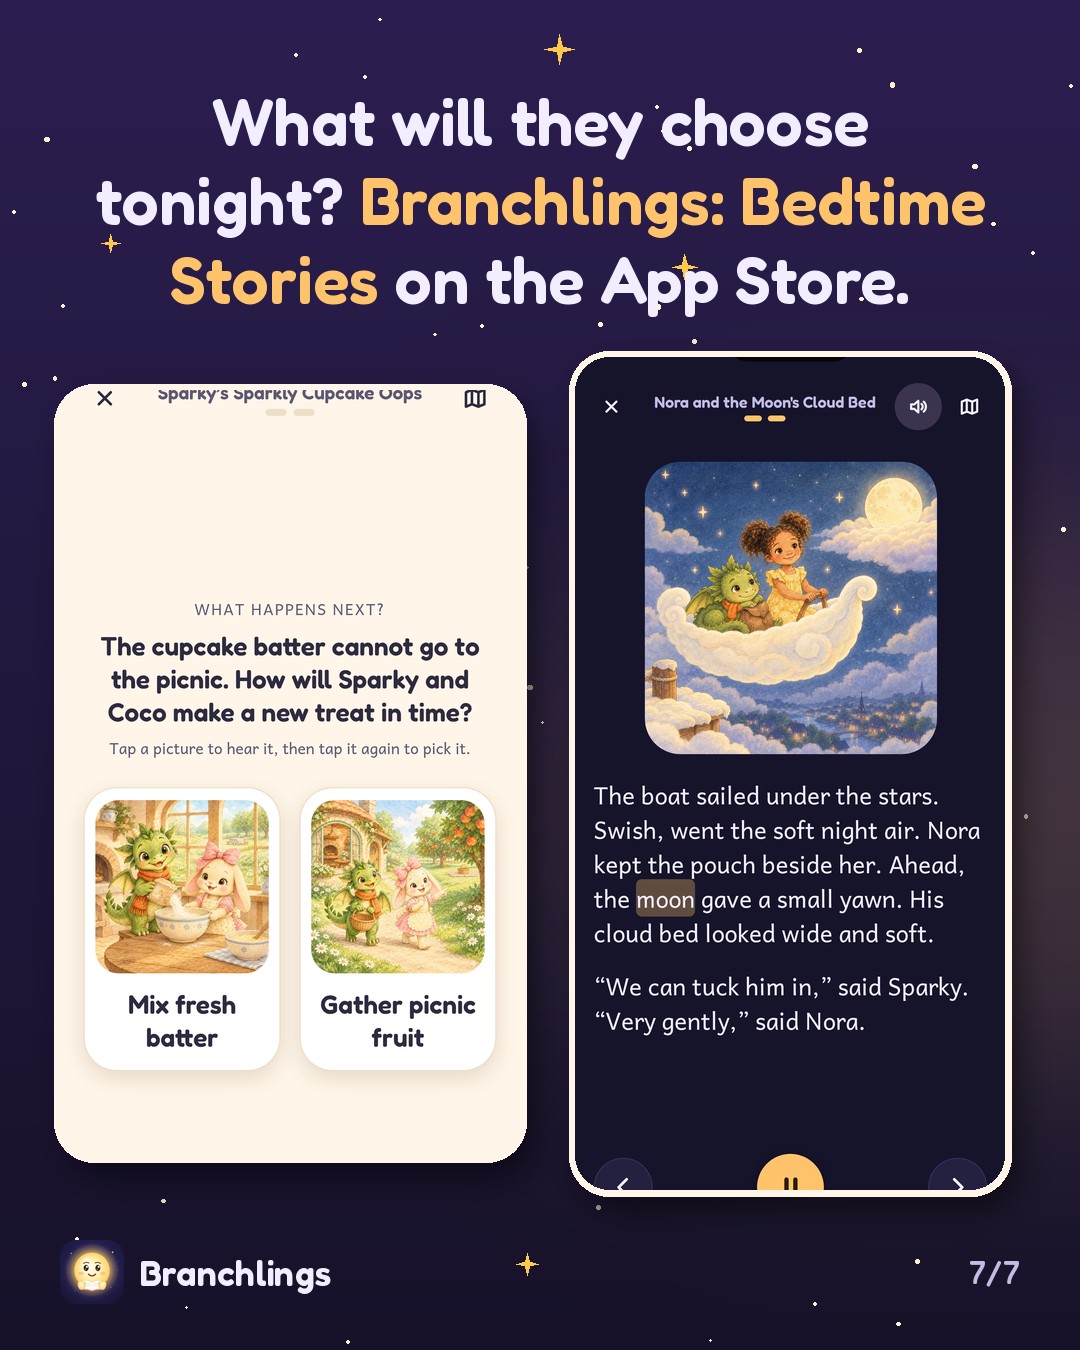 What will they choose
tonight? Branchlings: Bedtime
Stories on the App Store.
Sparky's Sparkly Cupcake Oops
WHAT HAPPENS NEXT?
The cupcake batter cannot go to
the picnic. How will Sparky and
Coco make a new treat in time?
Tap a picture to hear it, then tap it again to pick it.
Mix fresh
batter
Gather picnic
fruit
Nora and the Moon's Cloud Bed
The boat sailed under the stars.
Swish, went the soft night air. Nora
kept the pouch beside her. Ahead,
the moon gave a small yawn. His
cloud bed looked wide and soft.
“We can tuck him in,” said Sparky.
“Very gently,” said Nora.
Branchlings
7/7